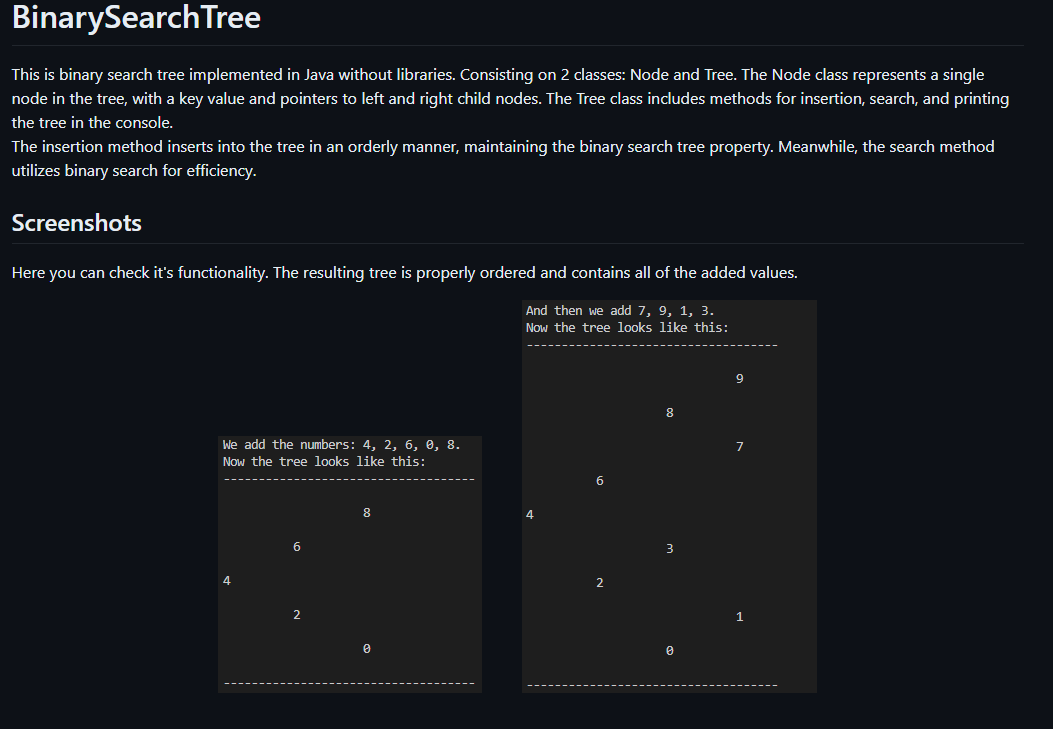 BinarySearchTree
This is binary search tree implemented in Java without libraries. Consisting on 2 classes: Node and Tree. The Node class represents a single
node in the tree, with a key value and pointers to left and right child nodes. The Tree class includes methods for insertion, search, and printing
the tree in the console.
The insertion method inserts into the tree in an orderly manner, maintaining the binary search tree property. Meanwhile, the search method
utilizes binary search for efficiency.
Screenshots
Here you can check it's functionality. The resulting tree is properly ordered and contains all of the added values.
We add the numbers: 4, 2, 6, 0, 8.
Now the tree looks like this:
------------------------------------
8
6
4
2
0
------------------------------------
And then we add 7, 9, 1, 3.
Now the tree looks like this:
------------------------------------
9
8
7
6
4
3
2
1
0
------------------------------------